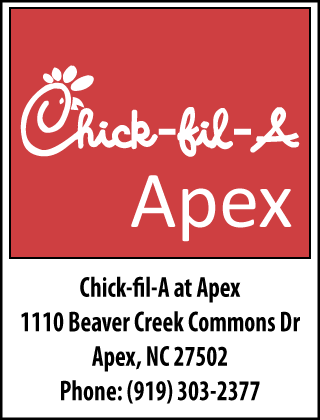 Chick-fil-A
Apex
Chick-fil-A at Apex
1110 Beaver Creek Commons Dr
Apex, NC 27502
Phone: (919) 303-2377